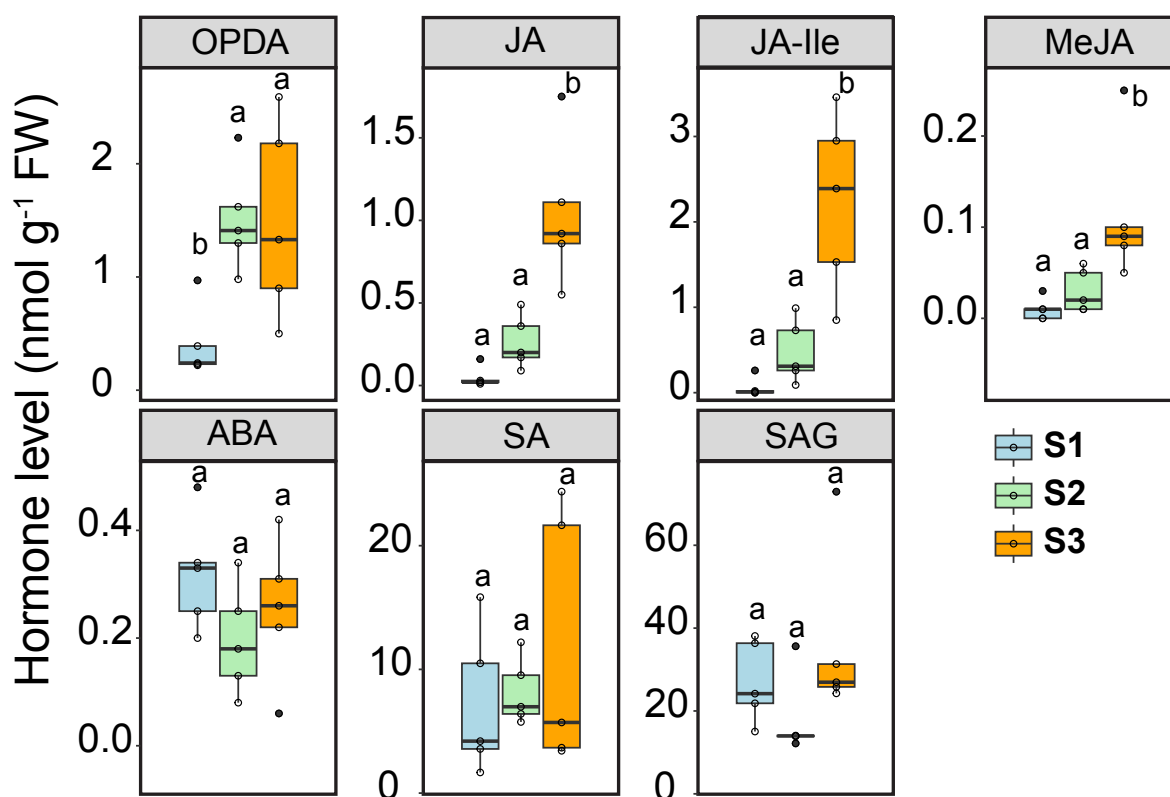 OPDA JA JA-Ile MeJA
Hormone level (nmol g-1 FW)
2
1
0
b a a
1.5
1.0
0.5
0.0
a a b
3
2
1
0
a a b
0.2
0.1
0.0
a a b
ABA SA SAG
0.4
0.2
0.0
a a a
20
10
0
a a a
60
40
20
0
a a a
S1
S2
S3